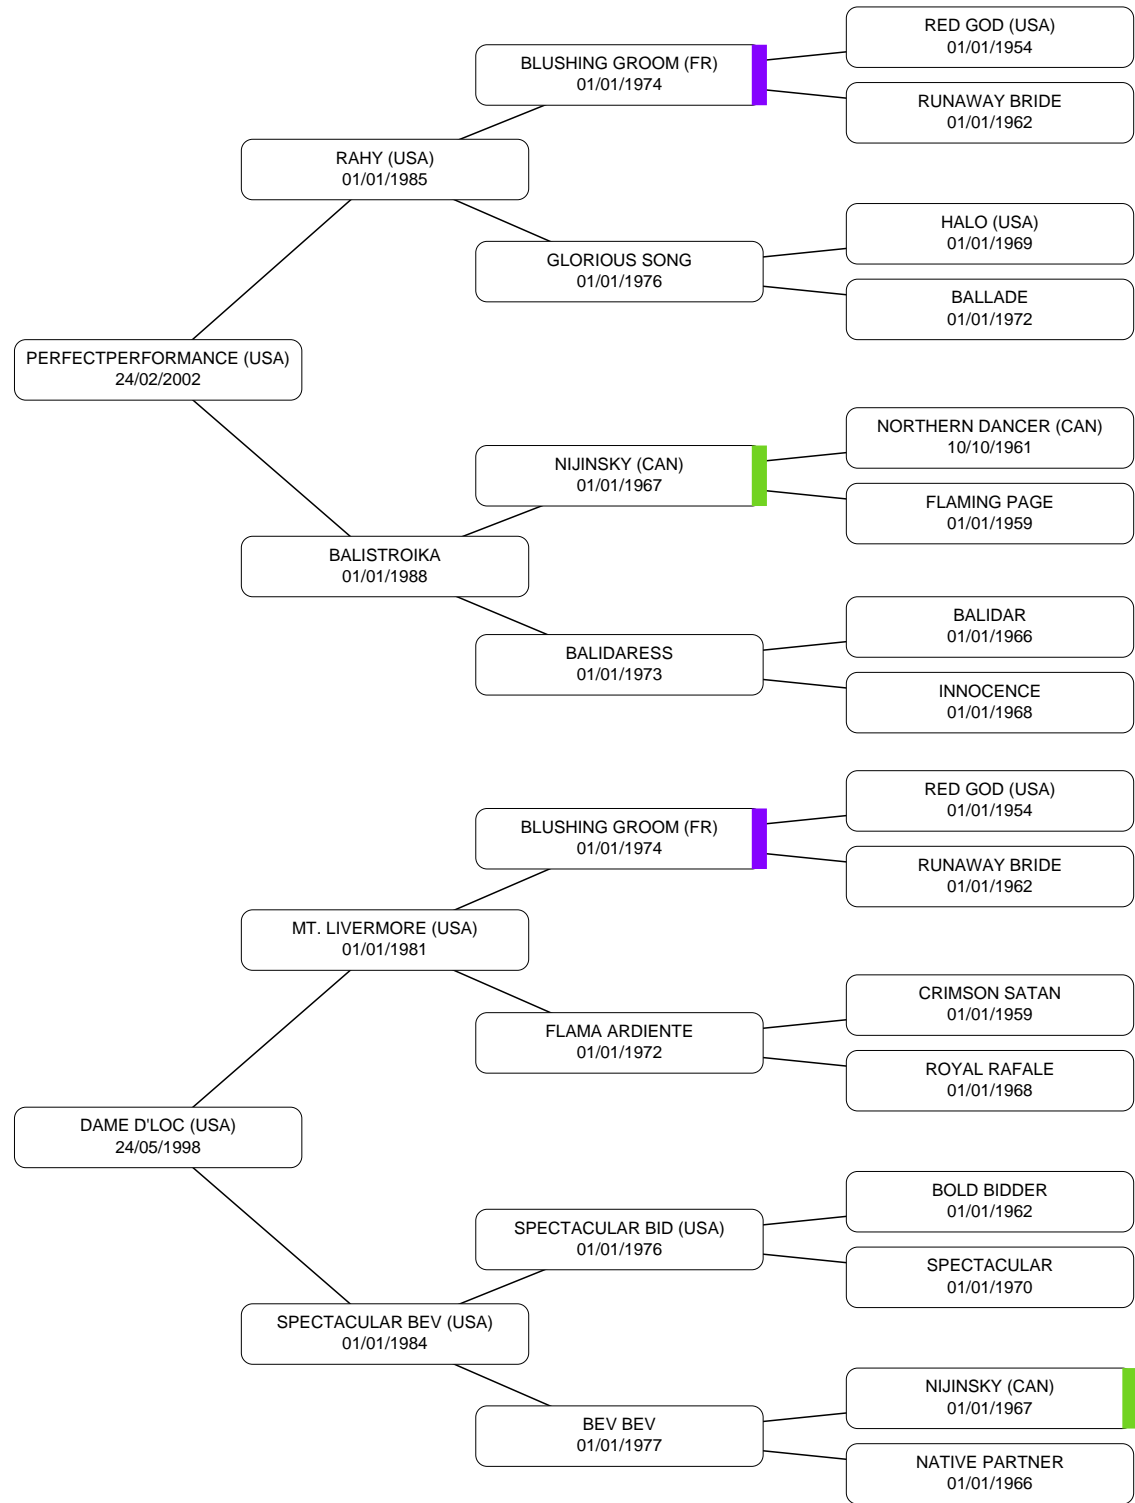 RED GOD (USA)
01/01/1954
BLUSHING GROOM (FR)
01/01/1974
RUNAWAY BRIDE
01/01/1962
RAHY (USA)
01/01/1985
HALO (USA)
01/01/1969
GLORIOUS SONG
01/01/1976
BALLADE
01/01/1972
PERFECTPERFORMANCE (USA)
24/02/2002
NORTHERN DANCER (CAN)
10/10/1961
NIJINSKY (CAN)
01/01/1967
FLAMING PAGE
01/01/1959
BALISTROIKA
01/01/1988
BALIDAR
01/01/1966
BALIDARESS
01/01/1973
INNOCENCE
01/01/1968
RED GOD (USA)
01/01/1954
BLUSHING GROOM (FR)
01/01/1974
RUNAWAY BRIDE
01/01/1962
MT. LIVERMORE (USA)
01/01/1981
CRIMSON SATAN
01/01/1959
FLAMA ARDIENTE
01/01/1972
ROYAL RAFALE
01/01/1968
DAME D'LOC (USA)
24/05/1998
BOLD BIDDER
01/01/1962
SPECTACULAR BID (USA)
01/01/1976
SPECTACULAR
01/01/1970
SPECTACULAR BEV (USA)
01/01/1984
NIJINSKY (CAN)
01/01/1967
BEV BEV
01/01/1977
NATIVE PARTNER
01/01/1966